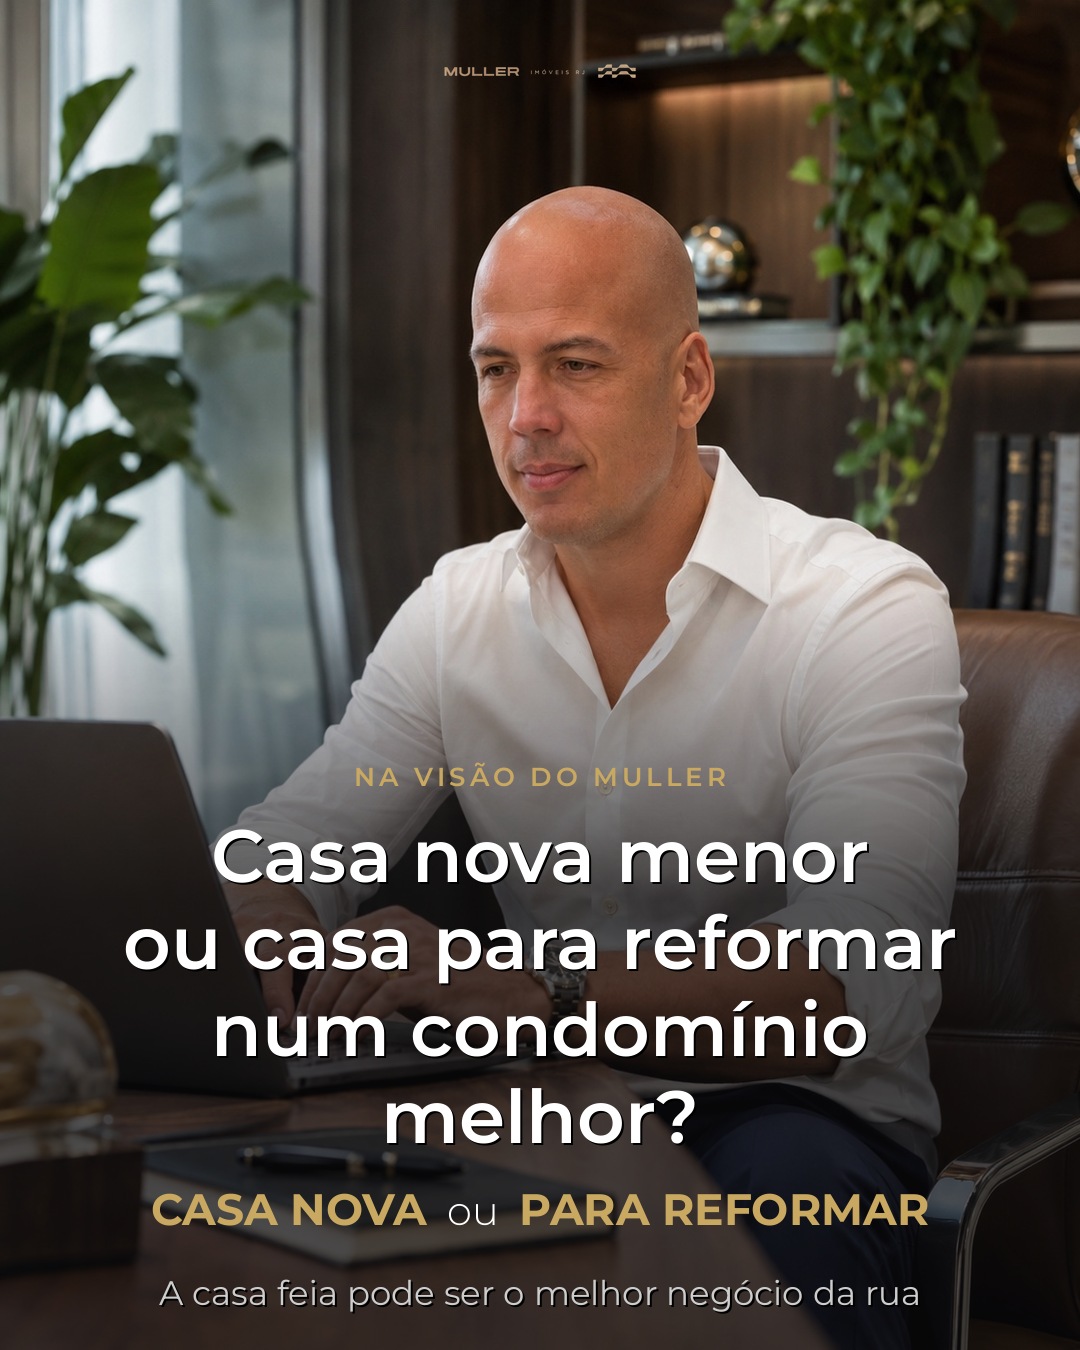 MULLER IMÓVEIS RJ
NA VISÃO DO MULLER
Casa nova menor
ou casa para reformar
num condomínio
melhor?
CASA NOVA ou PARA REFORMAR
A casa feia pode ser o melhor negócio da rua